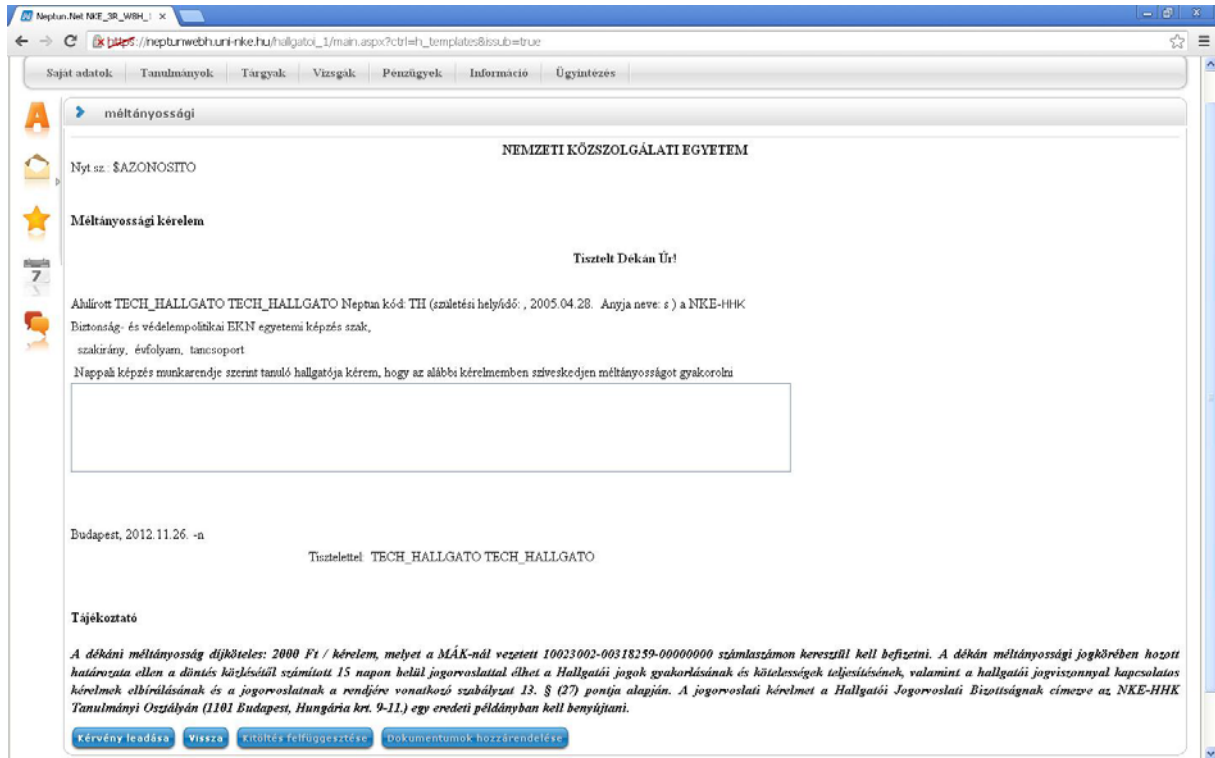 Neptun.Net NKE_3R_WBH_1
https://neptunwebh.uni-nke.hu/hallgatoi_1/main.aspx?ctrl=h_templates&issub=true
Saját adatok Tanulmányok Tárgyak Vizsgák Pénzügyek Információ Ügyintézés
méltányossági
NEMZETI KÖZSZOLGÁLATI EGYETEM
Nyt.sz.: $AZONOSITO
Méltányossági kérelem
Tisztelt Dékán Úr!
Alulírott TECH_HALLGATO TECH_HALLGATO Neptun kód: TH (születési hely/idő: , 2005.04.28. Anyja neve: s ) a NKE-HHK
Biztonság- és védelempolitikai EKN egyetemi képzés szak,
szakirány, évfolyam, tancsoport
Nappali képzés munkarendje szerint tanuló hallgatója kérem, hogy az alábbi kérelmemben szíveskedjen méltányosságot gyakorolni
7
Budapest, 2012.11.26. -n
Tisztelettel: TECH_HALLGATO TECH_HALLGATO
Tájékoztató
A dékáni méltányosság díjköteles: 2000 Ft / kérelem, melyet a MÁK-nál vezetett 10023002-00318259-00000000 számlaszámon keresztül kell befizetni. A dékán méltányossági jogkörében hozott
határozata ellen a döntés közlésétől számított 15 napon belül jogorvoslattal élhet a Hallgatói jogok gyakorlásának és kötelességek teljesítésének, valamint a hallgatói jogviszonnyal kapcsolatos
kérelmek elbírálásának és a jogorvoslatnak a rendjére vonatkozó szabályzat 13. § (27) pontja alapján. A jogorvoslati kérelmet a Hallgatói Jogorvoslati Bizottságnak címezve az NKE-HHK
Tanulmányi Osztályán (1101 Budapest, Hungária krt. 9-11.) egy eredeti példányban kell benyújtani.
Kérvény leadása Vissza Kitöltés felfüggesztése Dokumentumok hozzárendelése